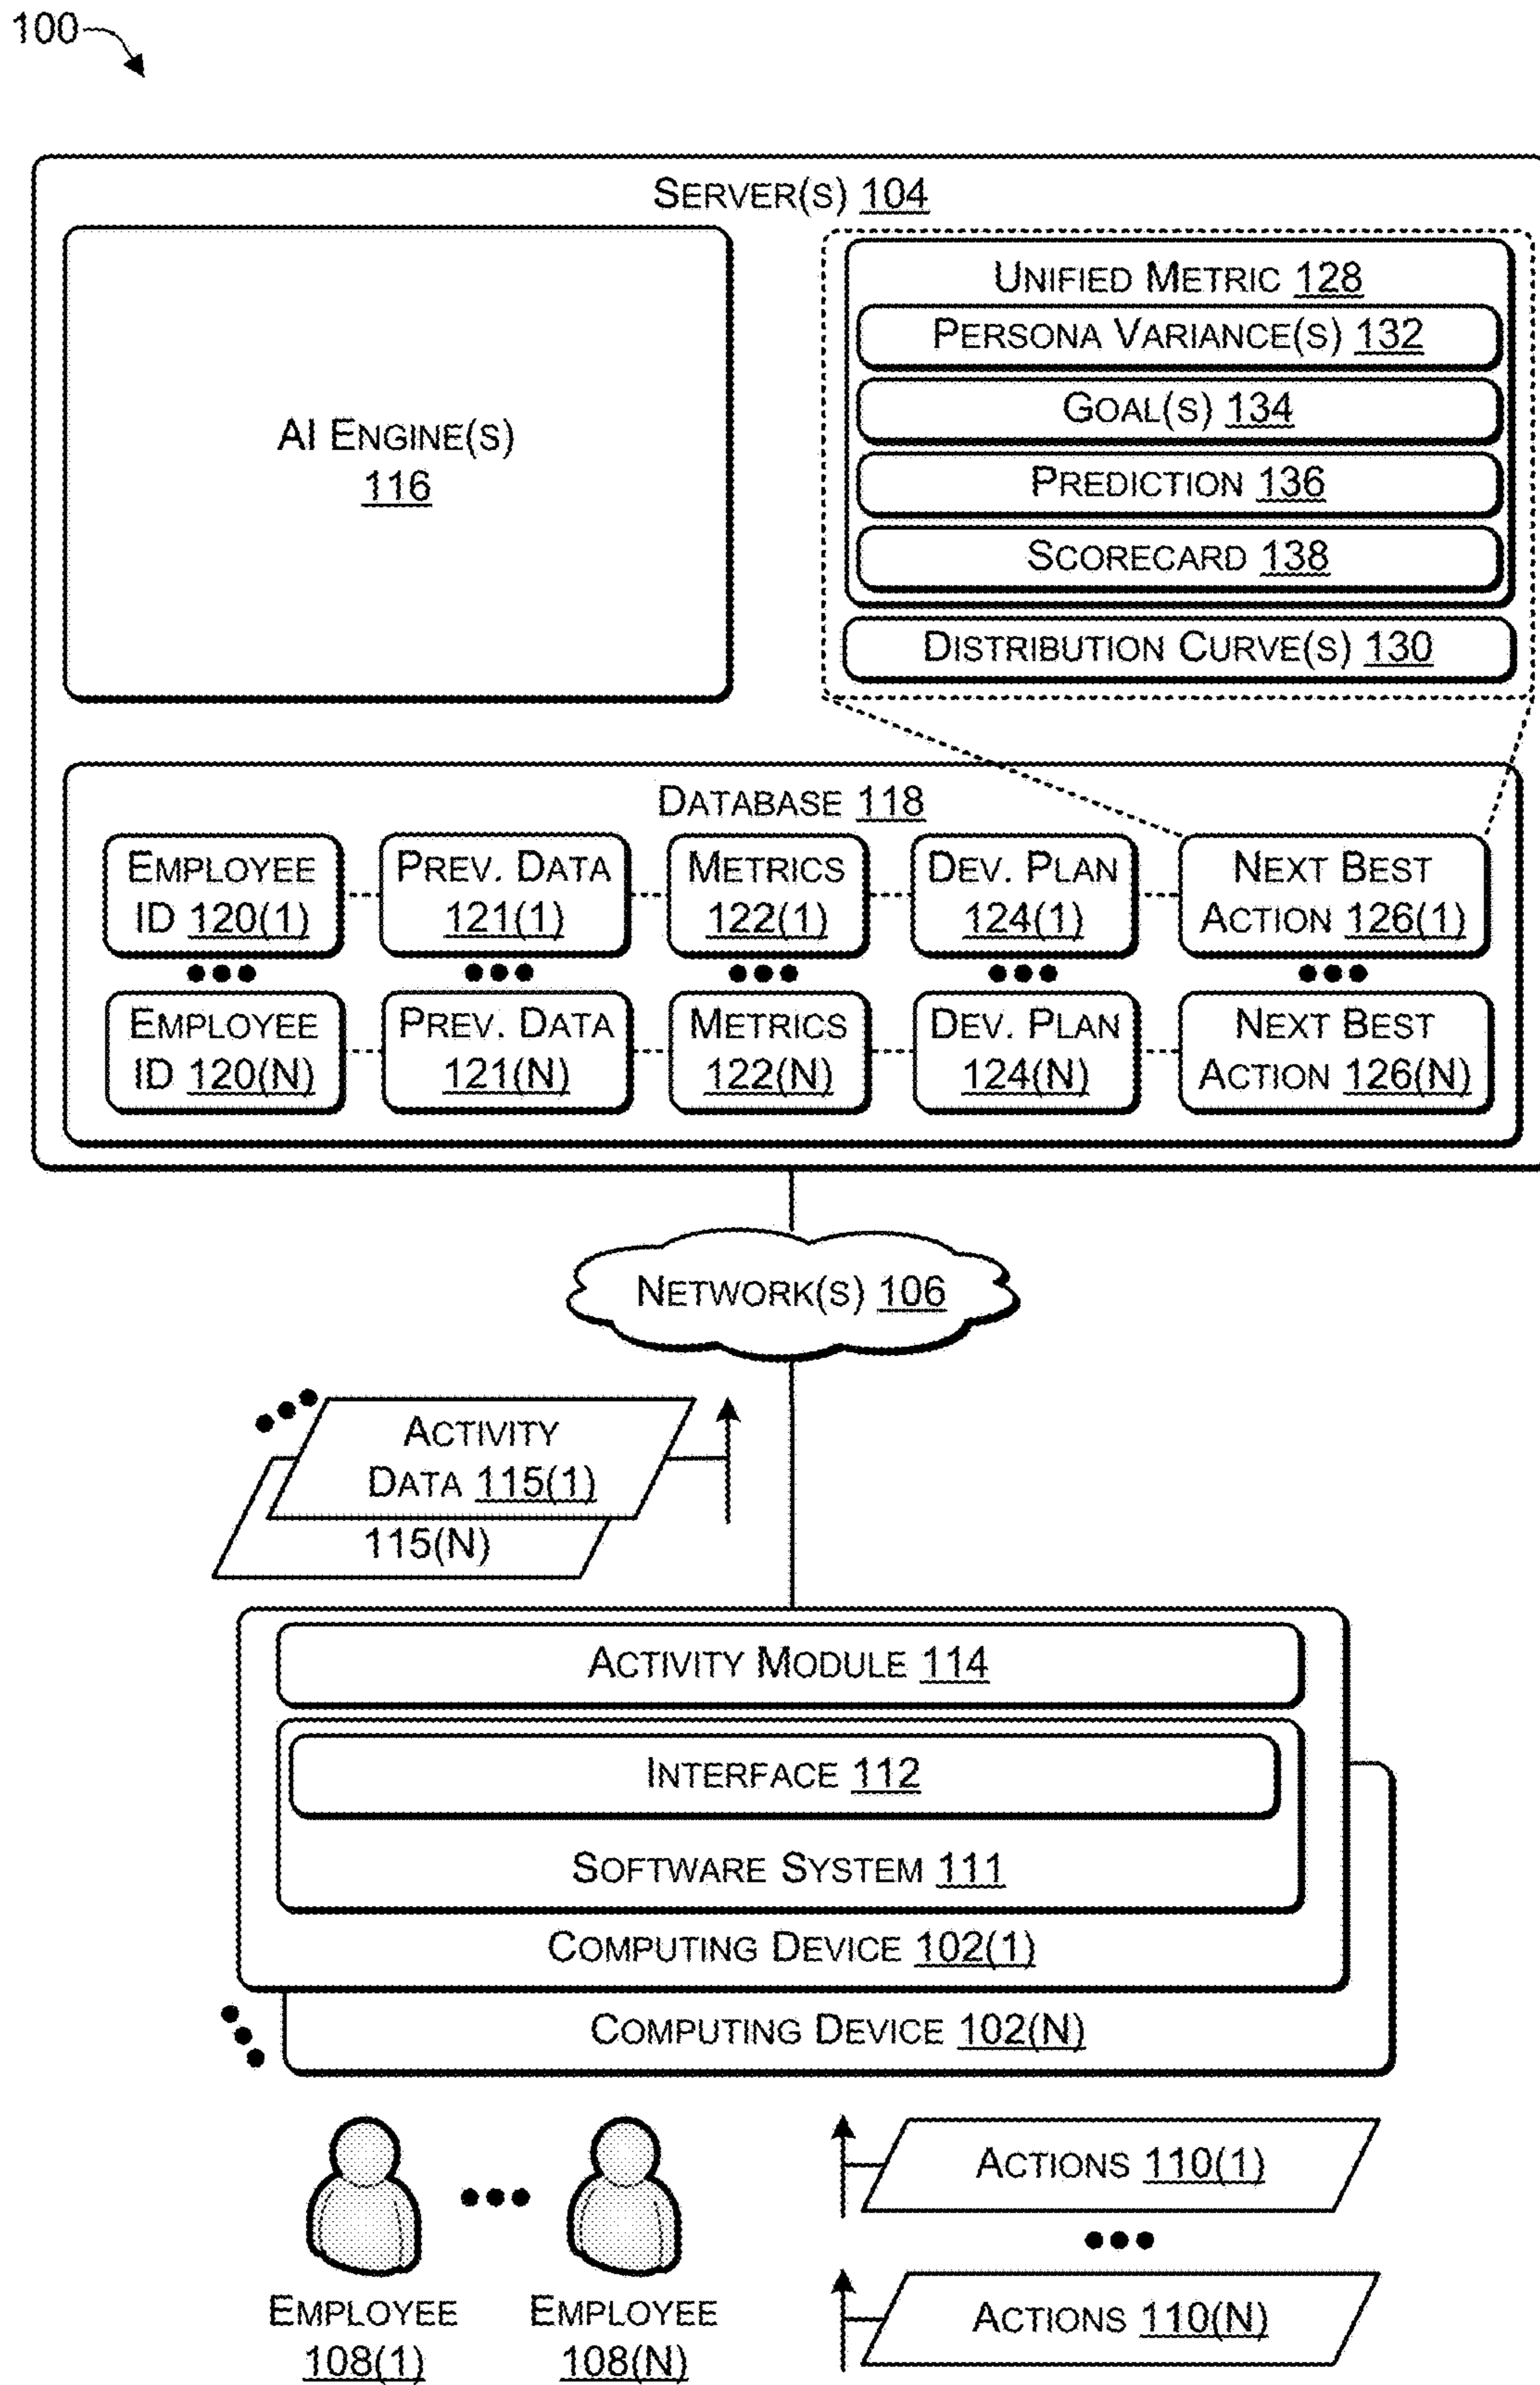 100
SERVER(S) 104
AI ENGINE(S)
116
UNIFIED METRIC 128
PERSONA VARIANCE(S) 132
GOAL(S) 134
PREDICTION 136
SCORECARD 138
DISTRIBUTION CURVE(S) 130
DATABASE 118
EMPLOYEE
ID 120(1)
PREV. DATA
121(1)
METRICS
122(1)
DEV. PLAN
124(1)
NEXT BEST
ACTION 126(1)
EMPLOYEE
ID 120(N)
PREV. DATA
121(N)
METRICS
122(N)
DEV. PLAN
124(N)
NEXT BEST
ACTION 126(N)
NETWORK(S) 106
ACTIVITY
DATA 115(1)
115(N)
ACTIVITY MODULE 114
INTERFACE 112
SOFTWARE SYSTEM 111
COMPUTING DEVICE 102(1)
COMPUTING DEVICE 102(N)
ACTIONS 110(1)
ACTIONS 110(N)
EMPLOYEE
108(1)
EMPLOYEE
108(N)